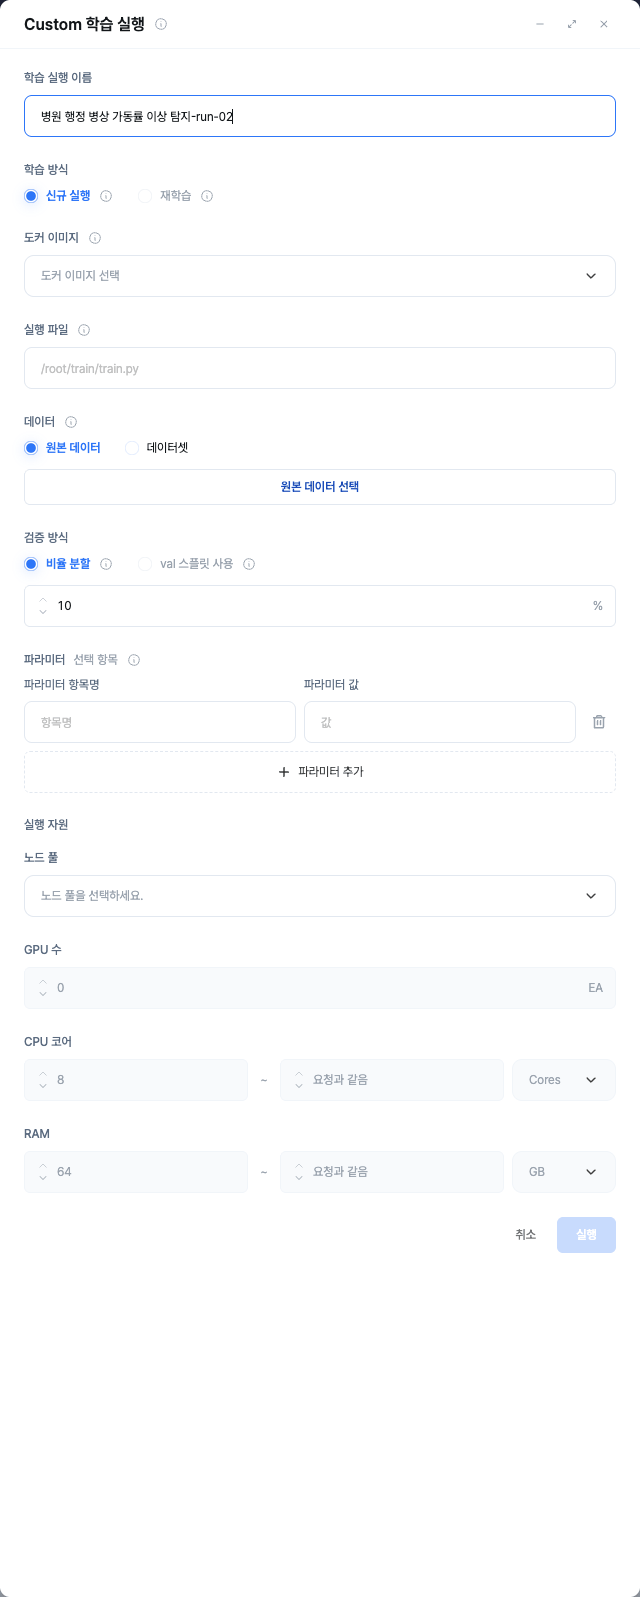 Custom 학습 실행
학습 실행 이름
병원 행정 병상 가동률 이상 탐지-run-02
학습 방식
신규 실행 재학습
도커 이미지
도커 이미지 선택
실행 파일
/root/train/train.py
데이터
원본 데이터 데이터셋
원본 데이터 선택
검증 방식
비율 분할 val 스플릿 사용
10 %
파라미터 선택 항목
파라미터 항목명 파라미터 값
항목명 값
파라미터 추가
실행 자원
노드 풀
노드 풀을 선택하세요.
GPU 수
0 EA
CPU 코어
8 ~ 요청과 같음 Cores
RAM
64 ~ 요청과 같음 GB
취소 실행